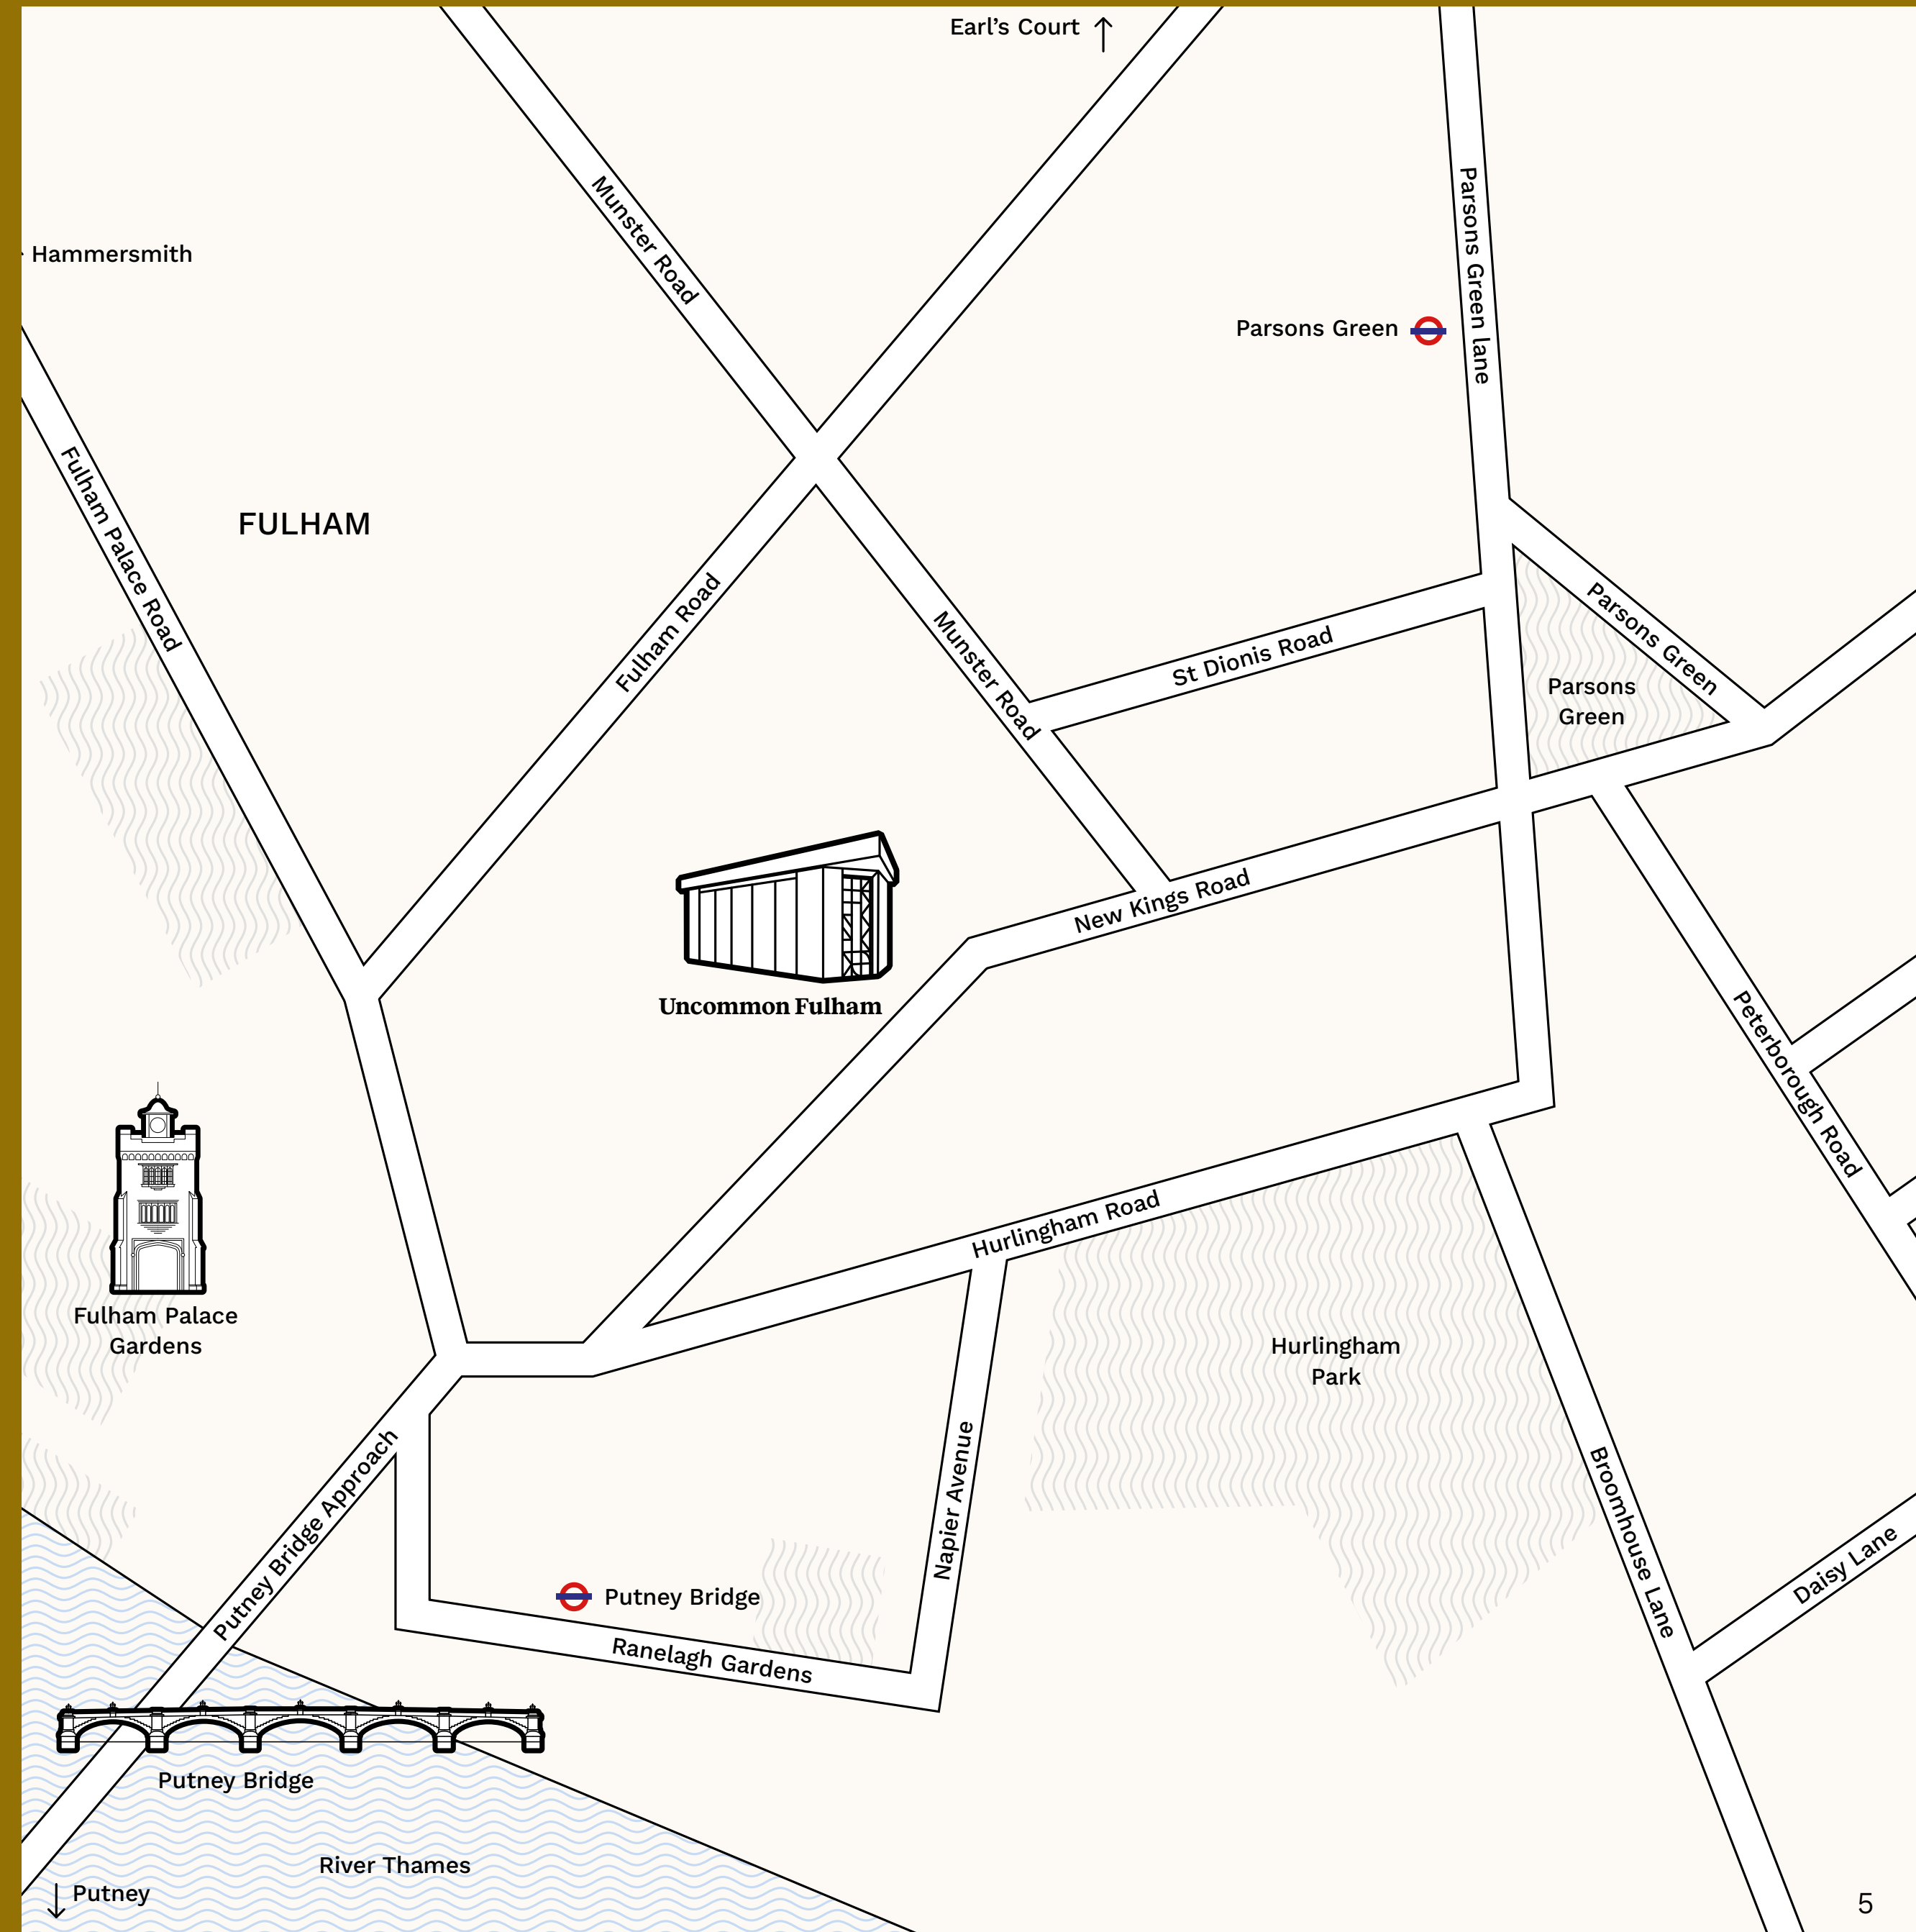 Earl’s Court
Munster Road
Parsons Green lane
Hammersmith
Parsons Green
Fulham Palace Road
FULHAM
Fulham Road
Munster Road
St Dionis Road
Parsons Green
Parsons
Green
New Kings Road
Uncommon Fulham
Peterborough Road
Hurlingham Road
Fulham Palace
Gardens
Hurlingham
Park
Putney Bridge Approach
Napier Avenue
Broomhouse Lane
Daisy Lane
Putney Bridge
Ranelagh Gardens
Putney Bridge
River Thames
Putney
5